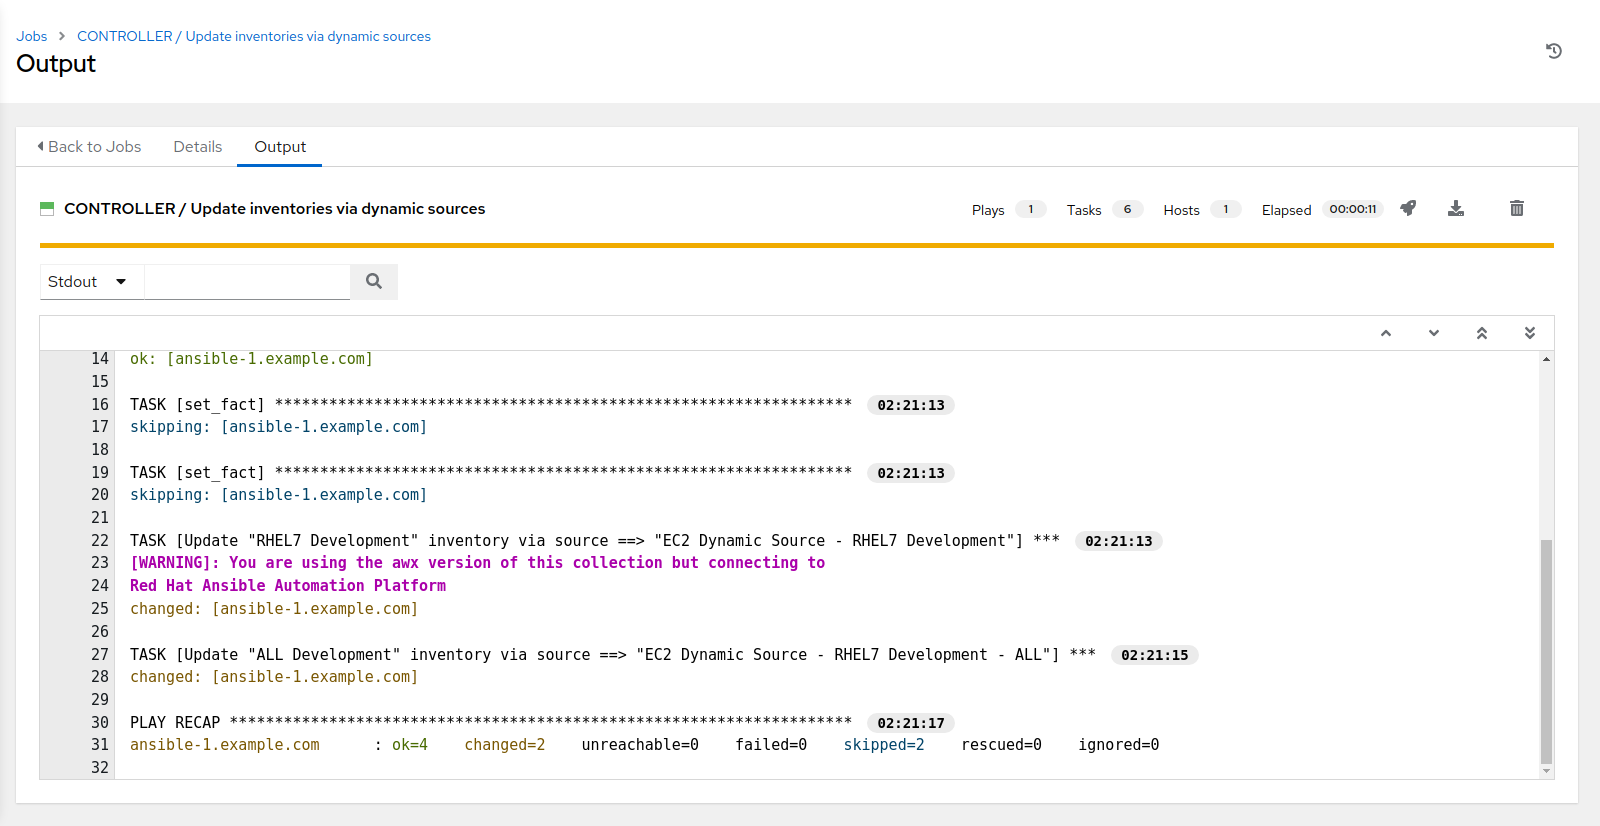 Jobs > CONTROLLER / Update inventories via dynamic sources
Output
Back to Jobs Details Output
CONTROLLER / Update inventories via dynamic sources Plays 1 Tasks 6 Hosts 1 Elapsed 00:00:11
Stdout
14 ok: [ansible-1.example.com]
15
16 TASK [set_fact] **************************************************************** 02:21:13
17 skipping: [ansible-1.example.com]
18
19 TASK [set_fact] **************************************************************** 02:21:13
20 skipping: [ansible-1.example.com]
21
22 TASK [Update "RHEL7 Development" inventory via source ==> "EC2 Dynamic Source - RHEL7 Development"] *** 02:21:13
23 [WARNING]: You are using the awx version of this collection but connecting to
24 Red Hat Ansible Automation Platform
25 changed: [ansible-1.example.com]
26
27 TASK [Update "ALL Development" inventory via source ==> "EC2 Dynamic Source - RHEL7 Development - ALL"] *** 02:21:15
28 changed: [ansible-1.example.com]
29
30 PLAY RECAP ********************************************************************* 02:21:17
31 ansible-1.example.com : ok=4 changed=2 unreachable=0 failed=0 skipped=2 rescued=0 ignored=0
32